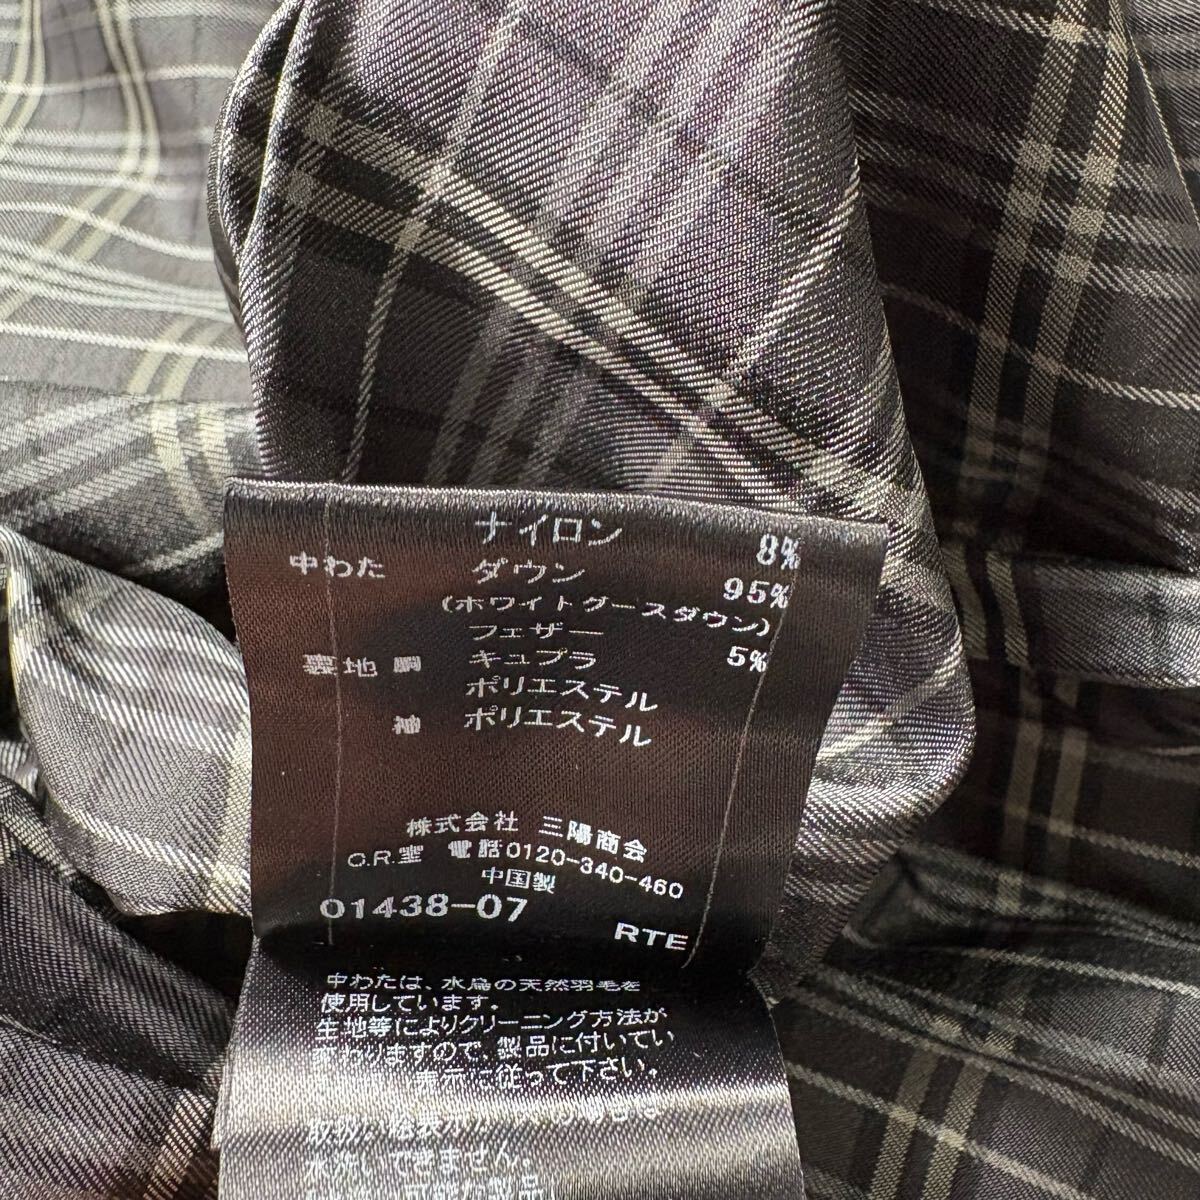 ナイロン 8%
中わた ダウン 95%
(ホワイトグースダウン)
フェザー 5%
裏地 胴 キュプラ
ポリエステル
袖 ポリエステル
株式会社 三陽商会
C.R.室 電話0120-340-460
中国製
01438-07
RTE
中わたは、水鳥の天然羽毛を
使用しています。
生地等によりクリーニング方法が
変わりますので、製品に付いてい
表示に従って下さい。
取扱い絵表示が
水洗いできません。